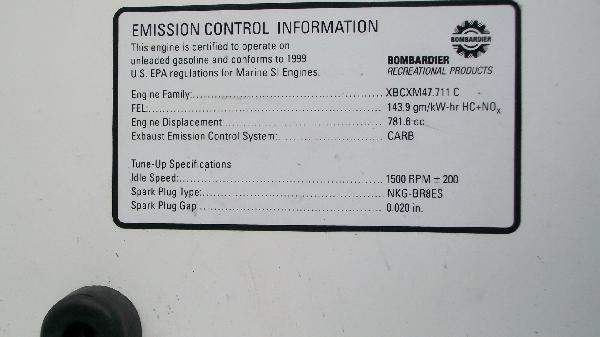 EMISSION CONTROL INFORMATION
This engine is certified to operate on
unleaded gasoline and conforms to 1999
U.S. EPA regulations for Marine SI Engines.
BOMBARDIER
BOMBARDIER
RECREATIONAL PRODUCTS
Engine Family: XBCXM47.711 C
FEL: 143.9 gm/kW-hr HC+NOx
Engine Displacement 781.6 cc
Exhaust Emission Control System: CARB
Tune-Up Specifications
Idle Speed: 1500 RPM ± 200
Spark Plug Type: NKG-BR8ES
Spark Plug Gap 0.020 in.